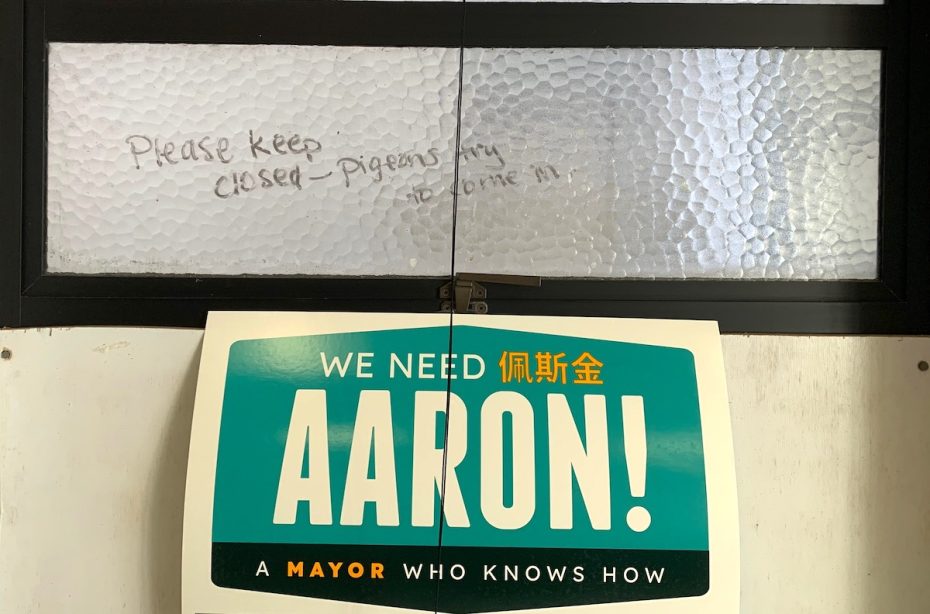 Please keep
closed – pigeons try
to come in.
WE NEED 佩斯金
AARON!
A MAYOR WHO KNOWS HOW